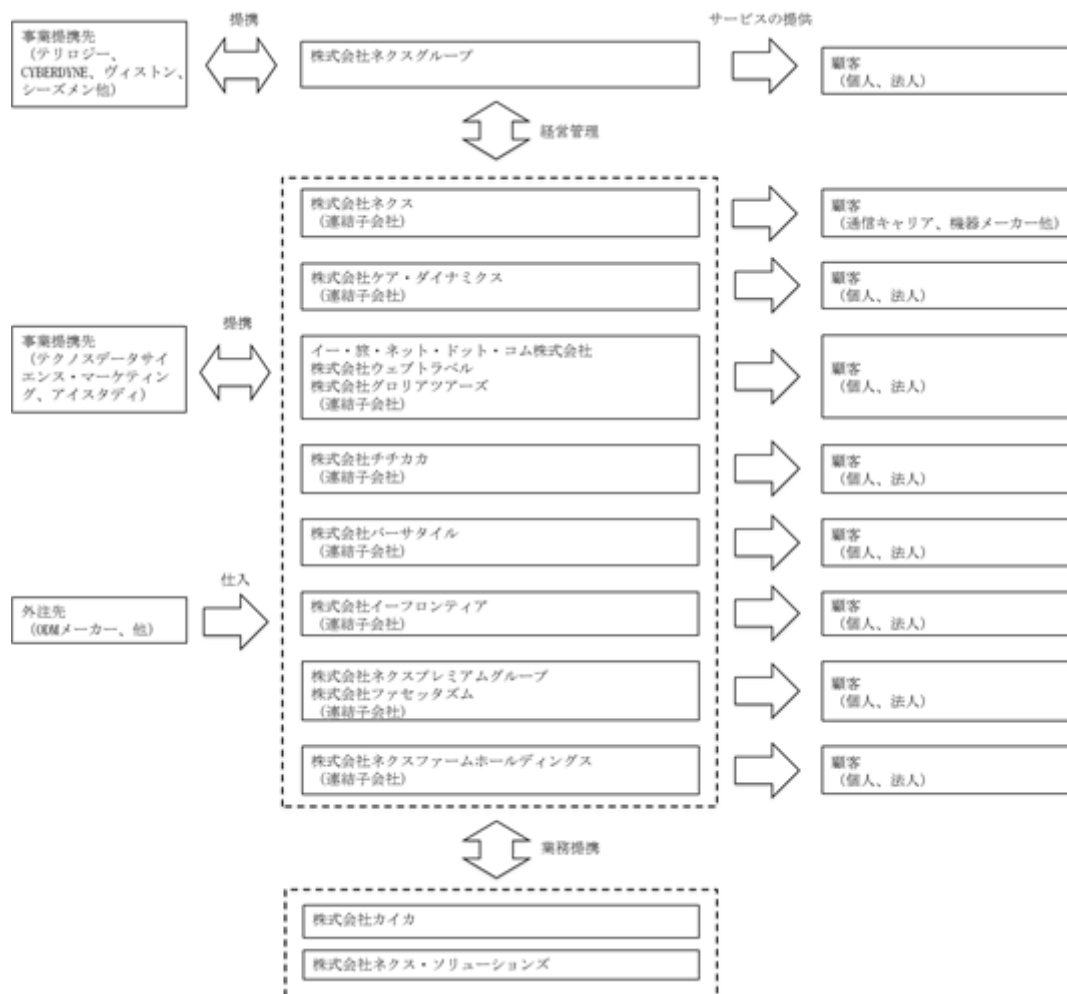 提携
サービスの提供
事業提携先
(テリロジー、
CYBERDYNE、ヴィストン、
シーズメン他)
株式会社ネクスグループ
顧客
(個人、法人)
経営管理
株式会社ネクス
(連結子会社)
顧客
(通信キャリア、機器メーカー他)
株式会社ケア・ダイナミクス
(連結子会社)
顧客
(個人、法人)
提携
事業提携先
(テクノスデータサイ
エンス・マーケティン
グ、アイスタディ)
イー・旅・ネット・ドット・コム株式会社
株式会社ウェブトラベル
株式会社グロリアツアーズ
(連結子会社)
顧客
(個人、法人)
株式会社チチカカ
(連結子会社)
顧客
(個人、法人)
株式会社バーサタイル
(連結子会社)
顧客
(個人、法人)
仕入
外注先
(ODMメーカー、他)
株式会社イーフロンティア
(連結子会社)
顧客
(個人、法人)
株式会社ネクスプレミアムグループ
株式会社ファセッタズム
(連結子会社)
顧客
(個人、法人)
株式会社ネクスファームホールディングス
(連結子会社)
顧客
(個人、法人)
業務提携
株式会社カイカ
株式会社ネクス・ソリューションズ